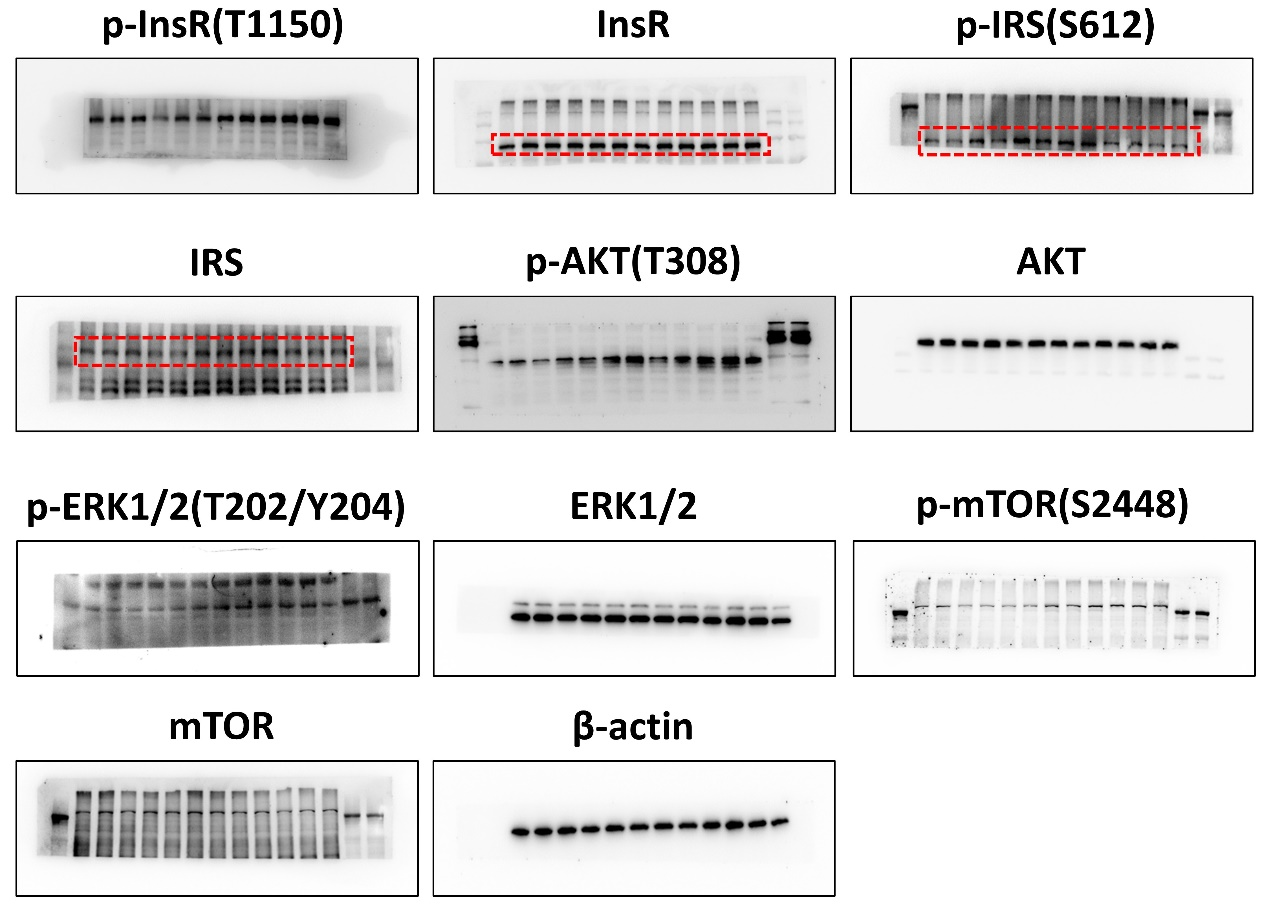 p-InsR(T1150)
InsR
p-IRS(S612)
IRS
p-AKT(T308)
AKT
p-ERK1/2(T202/Y204)
ERK1/2
p-mTOR(S2448)
mTOR
β-actin